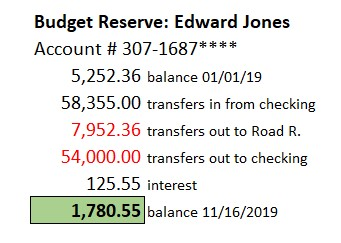 Budget Reserve: Edward Jones
Account # 307-1687****
5,252.36 balance 01/01/19
58,355.00 transfers in from checking
7,952.36 transfers out to Road R.
54,000.00 transfers out to checking
125.55 interest
1,780.55 balance 11/16/2019